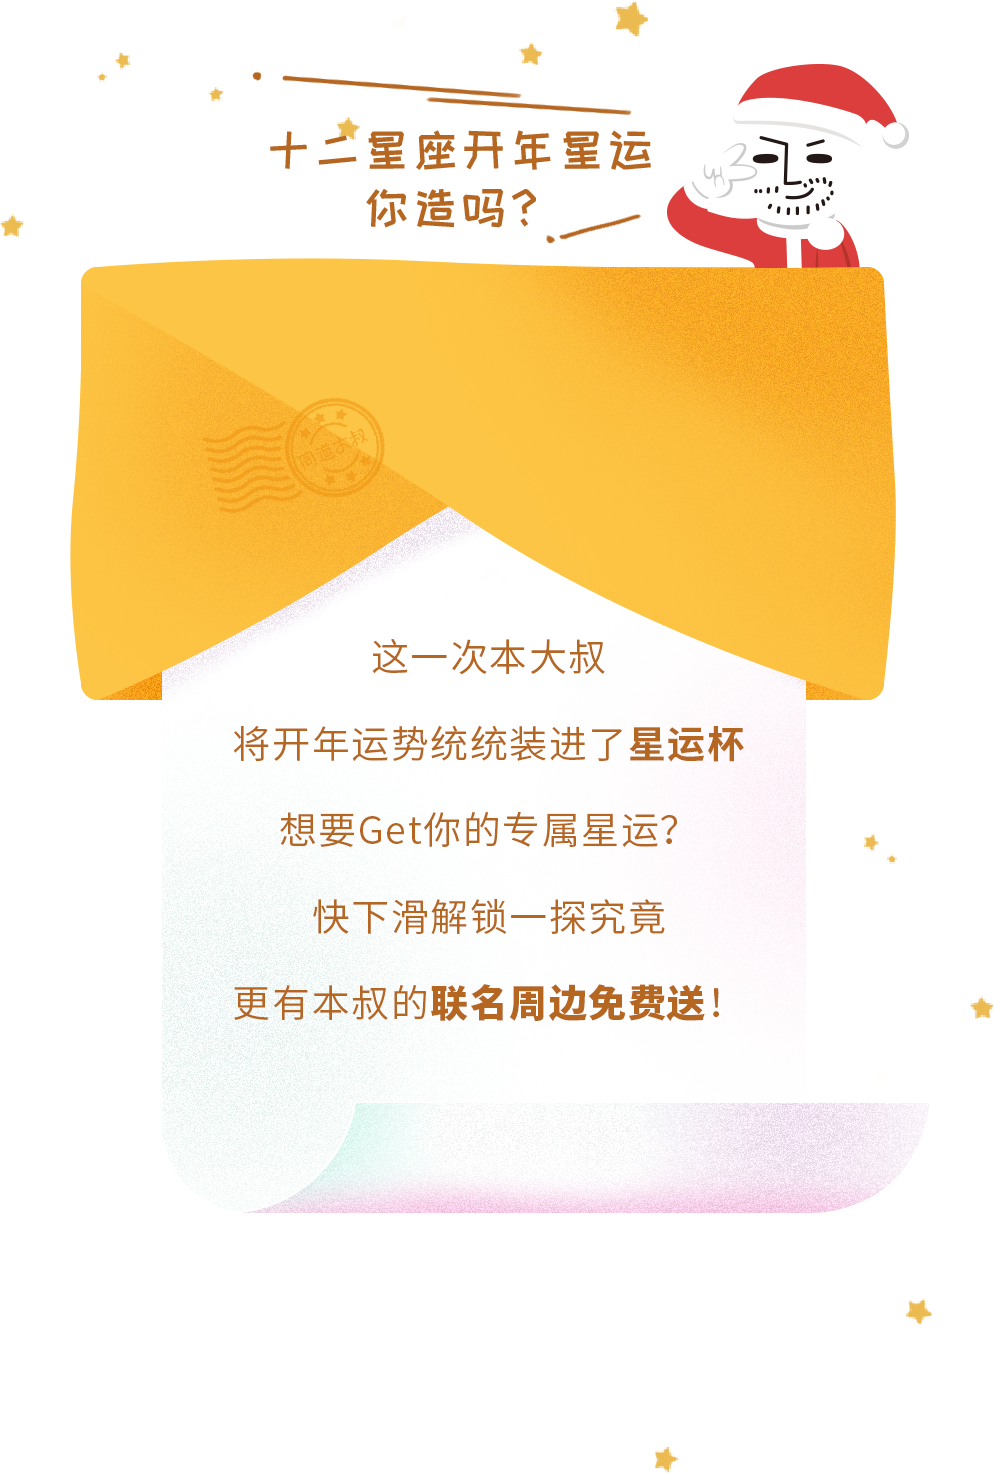 十二星座开年星运
你造吗？
同道大叔
这一次本大叔
将开年运势统统装进了星运杯
想要Get你的专属星运？
快下滑解锁一探究竟
更有本叔的联名周边免费送！